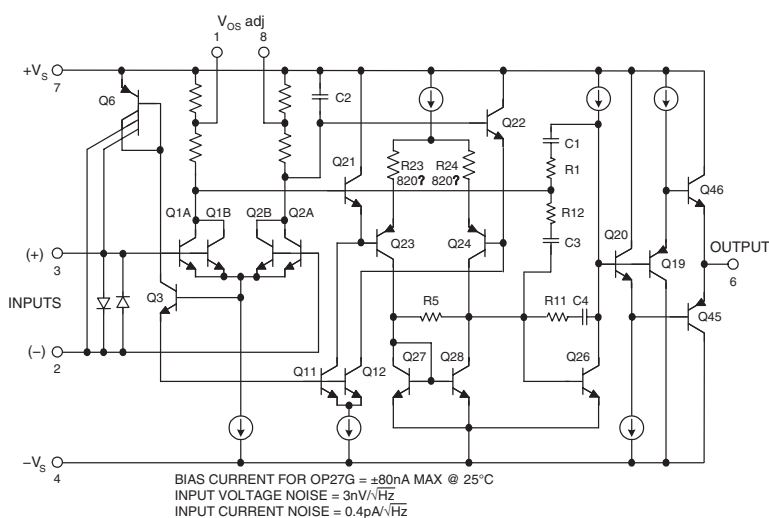 VOS adj
1 8
+VS
7
Q6
C2
Q22
C1
R1
Q21
R23
820?
R24
820?
R12
C3
Q46
Q1A Q1B Q2B Q2A
Q20
(+)
3
Q23
Q24
Q19
OUTPUT
6
INPUTS
Q3
R5
R11 C4
Q45
(−)
2
Q11 Q12
Q27 Q28
Q26
−VS
4
BIAS CURRENT FOR OP27G = ±80nA MAX @ 25°C
INPUT VOLTAGE NOISE = 3nV/√Hz
INPUT CURRENT NOISE = 0.4pA/√Hz